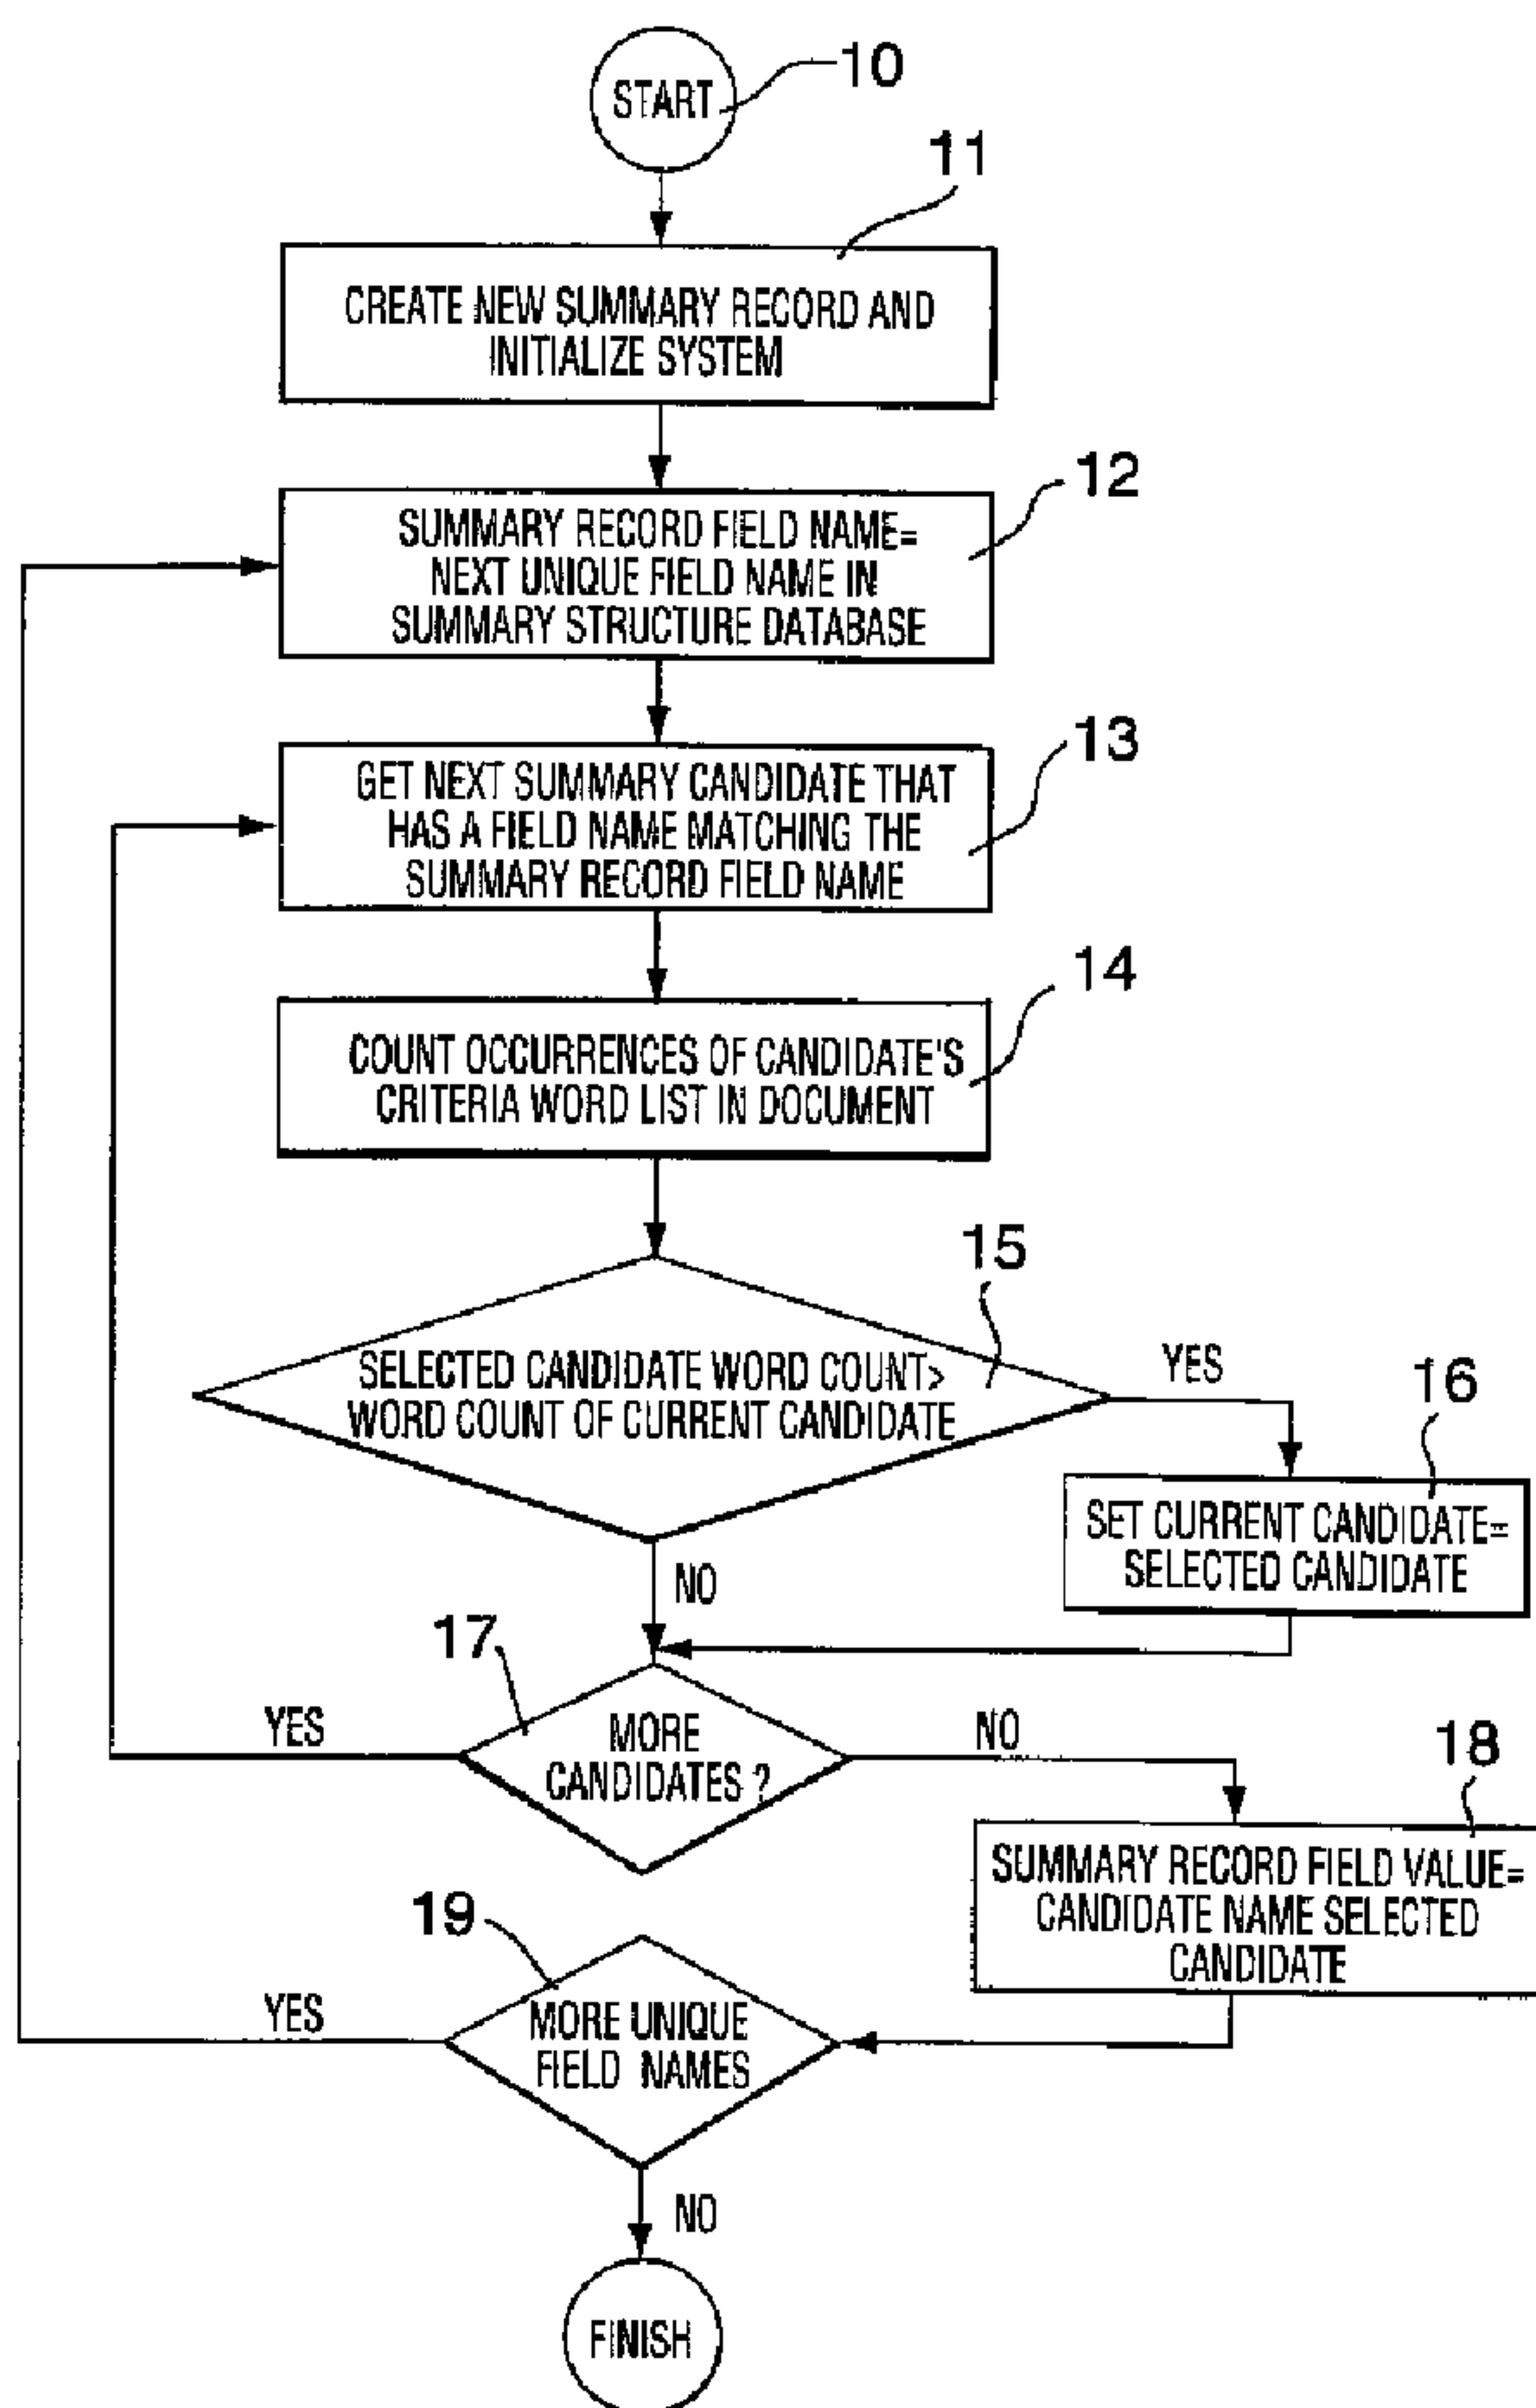 START
10
11
CREATE NEW SUMMARY RECORD AND
INITIALIZE SYSTEM
12
SUMMARY RECORD FIELD NAME=
NEXT UNIQUE FIELD NAME IN
SUMMARY STRUCTURE DATABASE
13
GET NEXT SUMMARY CANDIDATE THAT
HAS A FIELD NAME MATCHING THE
SUMMARY RECORD FIELD NAME
14
COUNT OCCURRENCES OF CANDIDATE'S
CRITERIA WORD LIST IN DOCUMENT
15
SELECTED CANDIDATE WORD COUNT>
WORD COUNT OF CURRENT CANDIDATE
YES
16
SET CURRENT CANDIDATE=
SELECTED CANDIDATE
NO
17
MORE
CANDIDATES ?
YES
NO
18
SUMMARY RECORD FIELD VALUE=
CANDIDATE NAME SELECTED
CANDIDATE
19
MORE UNIQUE
FIELD NAMES
YES
NO
FINISH